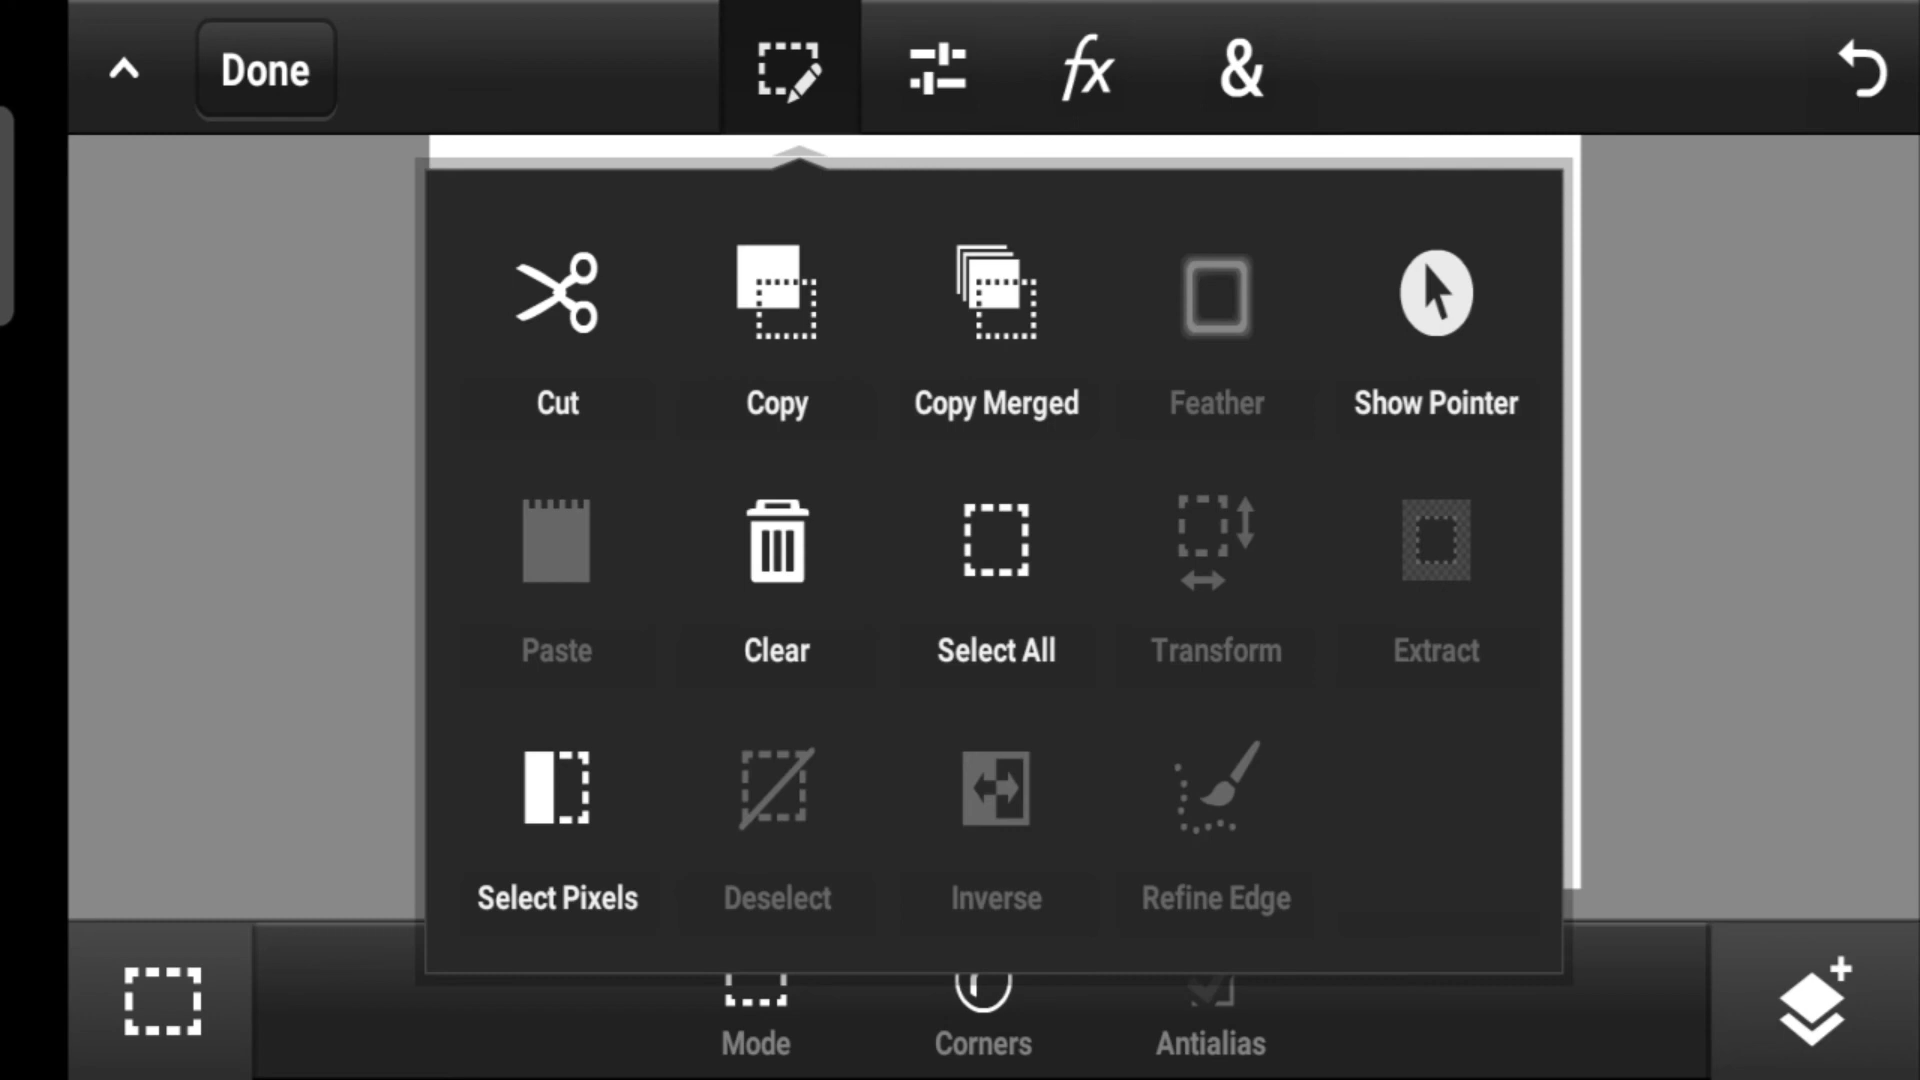 Done
fx
&
Cut
Copy
Copy Merged
Feather
Show Pointer
Paste
Clear
Select All
Transform
Extract
Select Pixels
Deselect
Inverse
Refine Edge
Mode
Corners
Antialias